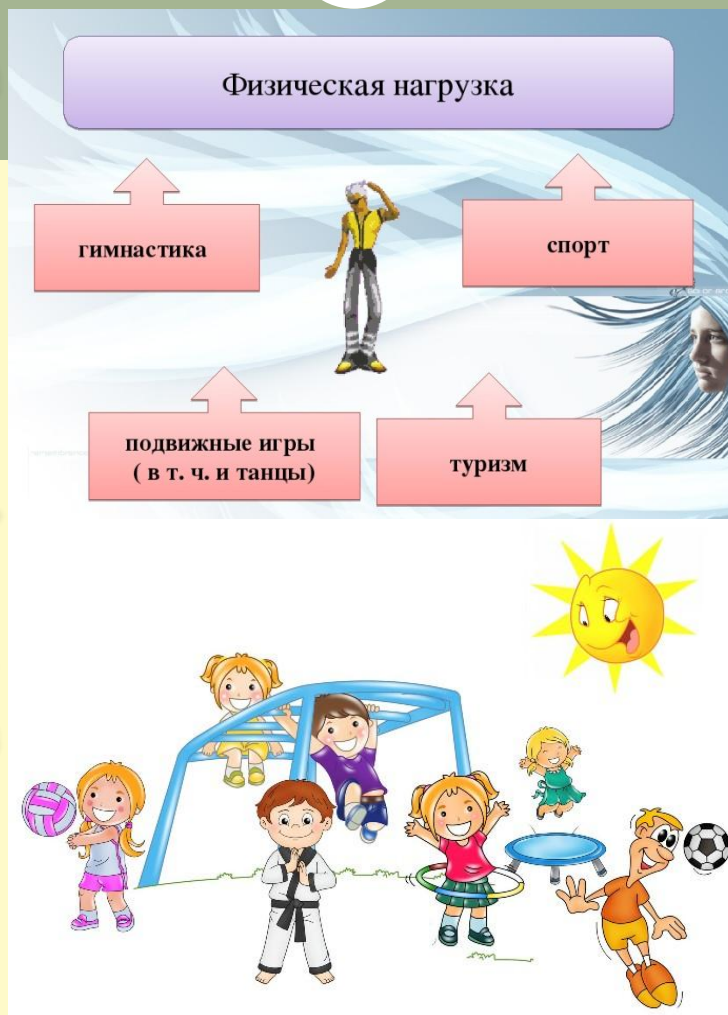 Физическая нагрузка
гимнастика
спорт
подвижные игры
( в т. ч. и танцы)
туризм